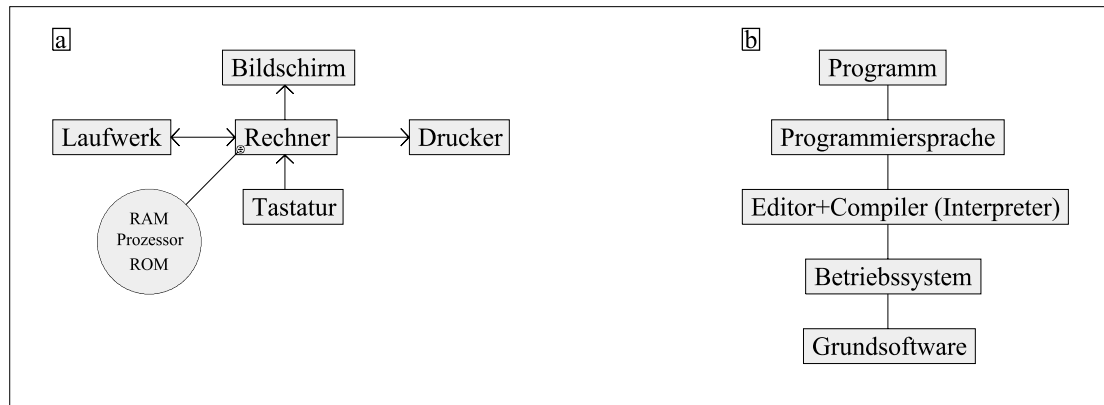 a
Bildschirm
Laufwerk
Rechner
Drucker
Tastatur
RAM
Prozessor
ROM
b
Programm
Programmiersprache
Editor+Compiler (Interpreter)
Betriebssystem
Grundsoftware